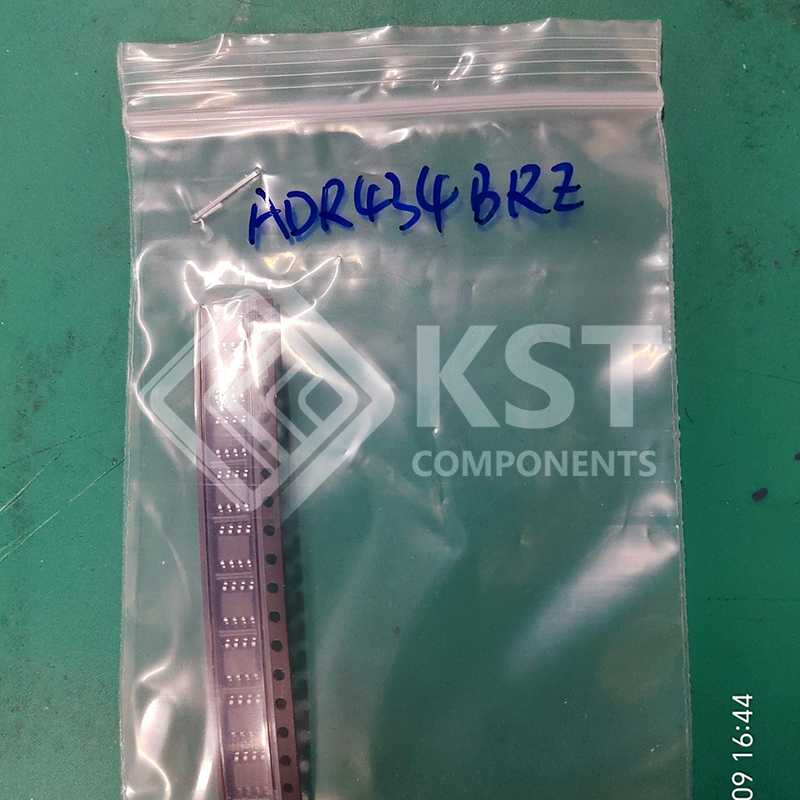 ADR434BRZ
KST
COMPONENTS
09 16:44